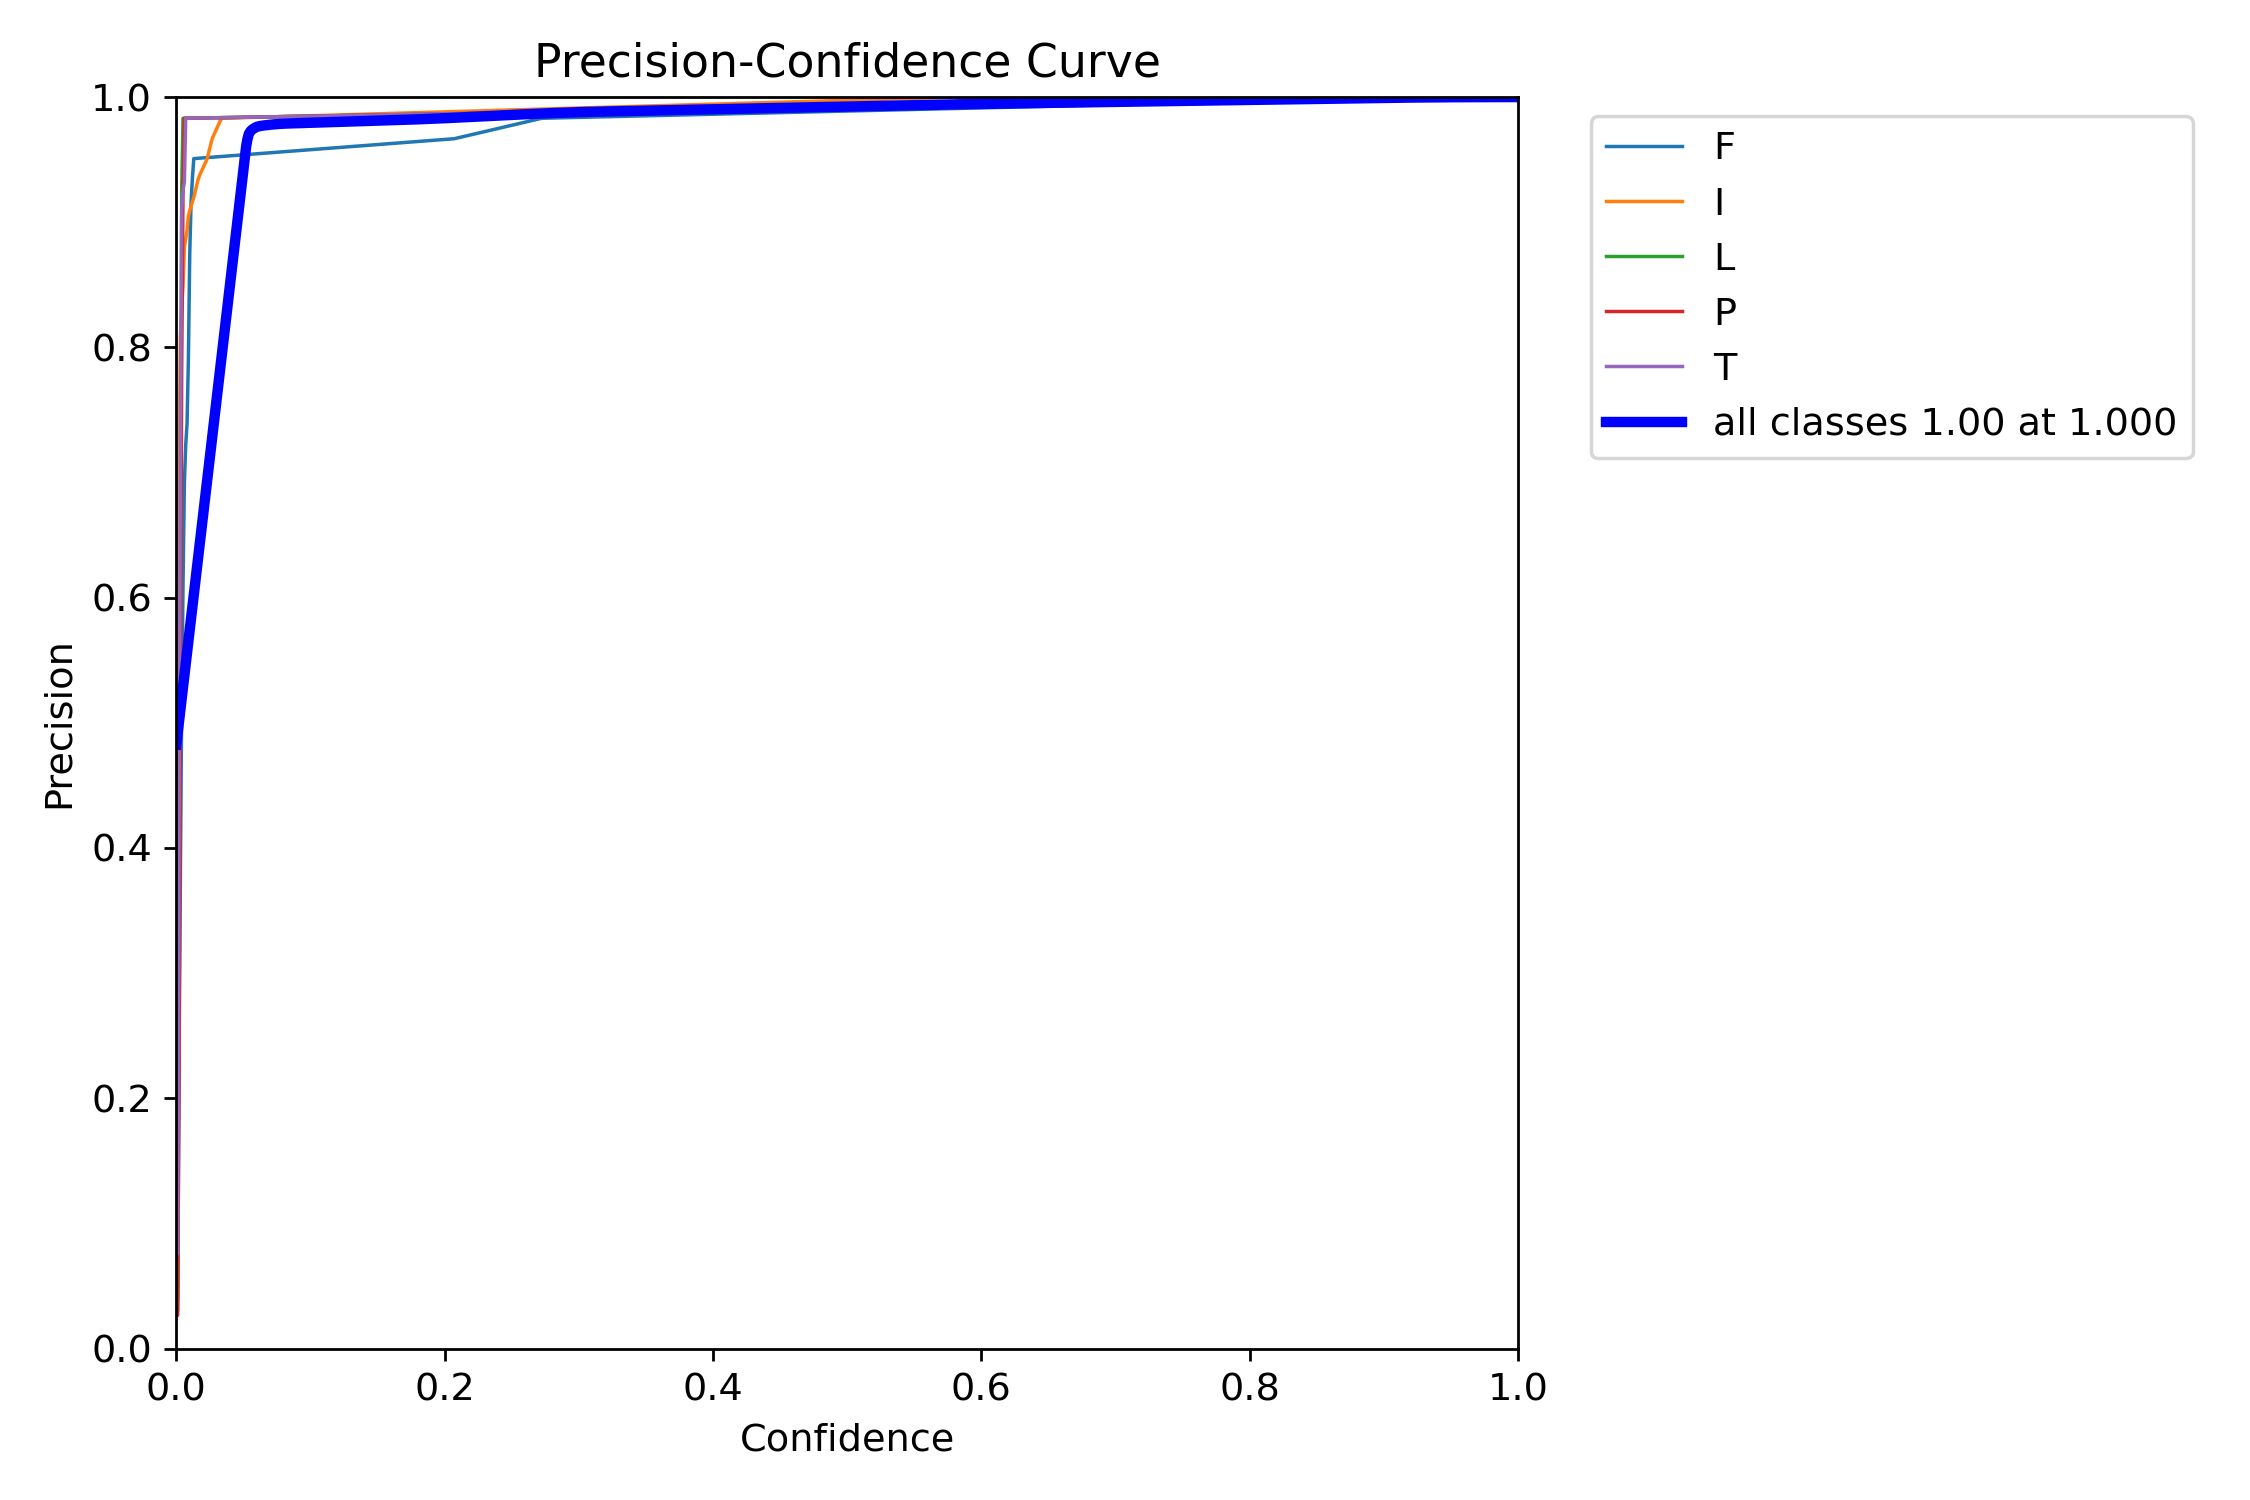 Precision-Confidence Curve
1.0
0.8
0.6
0.4
0.2
0.0
Precision
0.0 0.2 0.4 0.6 0.8 1.0
Confidence
F
I
L
P
T
all classes 1.00 at 1.000